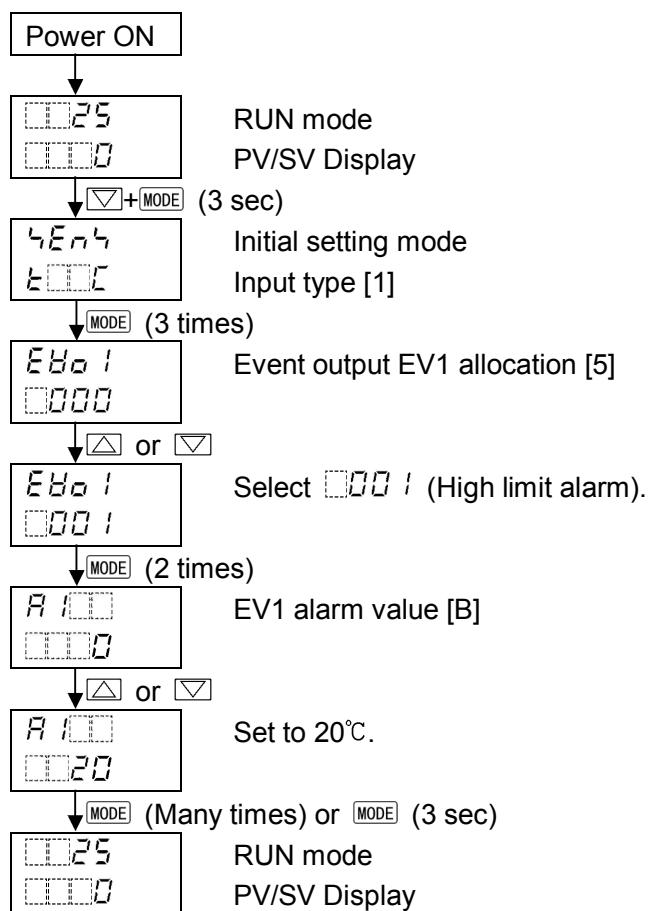 Power ON
□□25 RUN mode
□□□0 PV/SV Display
▽+MODE (3 sec)
SEnS Initial setting mode
t□□C Input type [1]
MODE (3 times)
EVo1 Event output EV1 allocation [5]
□000
△ or ▽
EVo1 Select □001 (High limit alarm).
□001
MODE (2 times)
A1□□ EV1 alarm value [B]
□□□0
△ or ▽
A1□□ Set to 20℃.
□□20
MODE (Many times) or MODE (3 sec)
□□25 RUN mode
□□□0 PV/SV Display